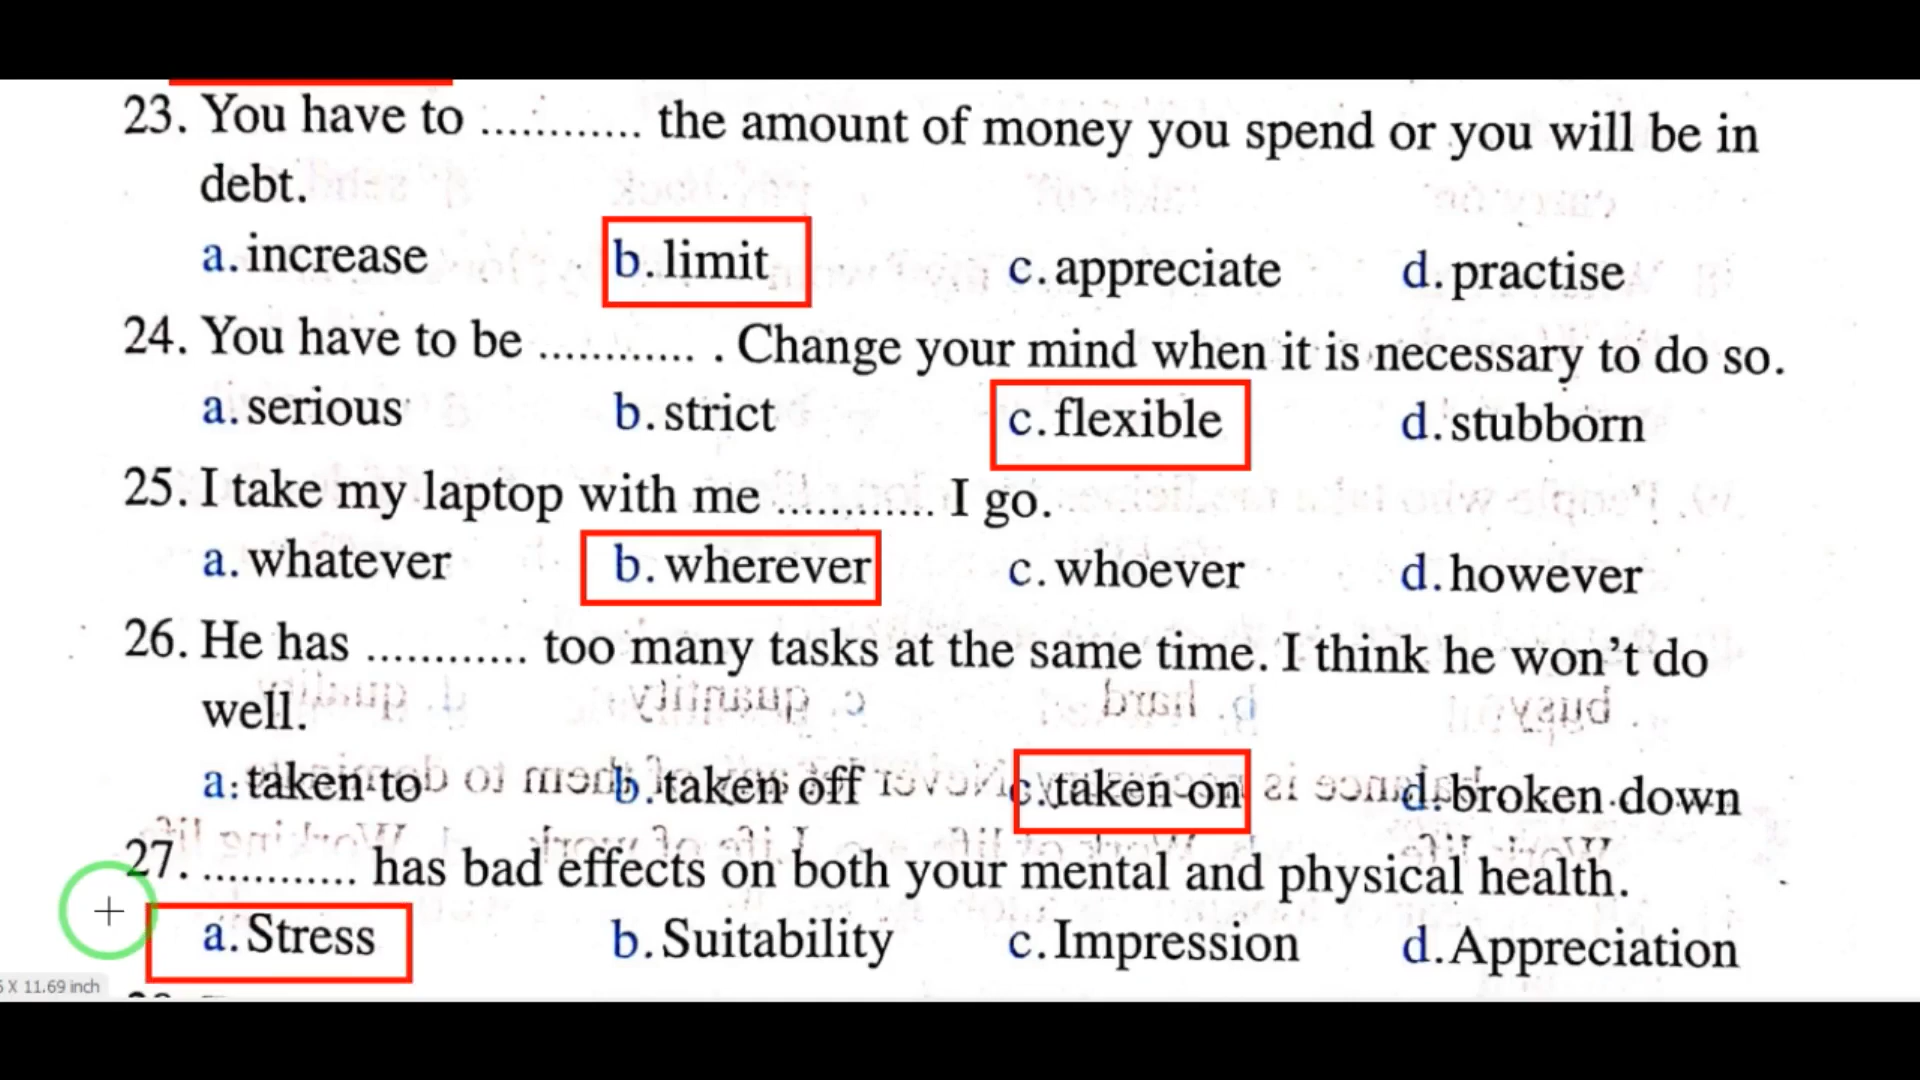 23. You have to ............ the amount of money you spend or you will be in
debt.
a. increase b. limit c. appreciate d. practise
24. You have to be ............ . Change your mind when it is necessary to do so.
a. serious b. strict c. flexible d. stubborn
25. I take my laptop with me ............ I go.
a. whatever b. wherever c. whoever d. however
26. He has ............ too many tasks at the same time. I think he won't do
well.
a. taken to b. taken off c. taken on d. broken down
27. ............ has bad effects on both your mental and physical health.
a. Stress b. Suitability c. Impression d. Appreciation
X 11.69 inch